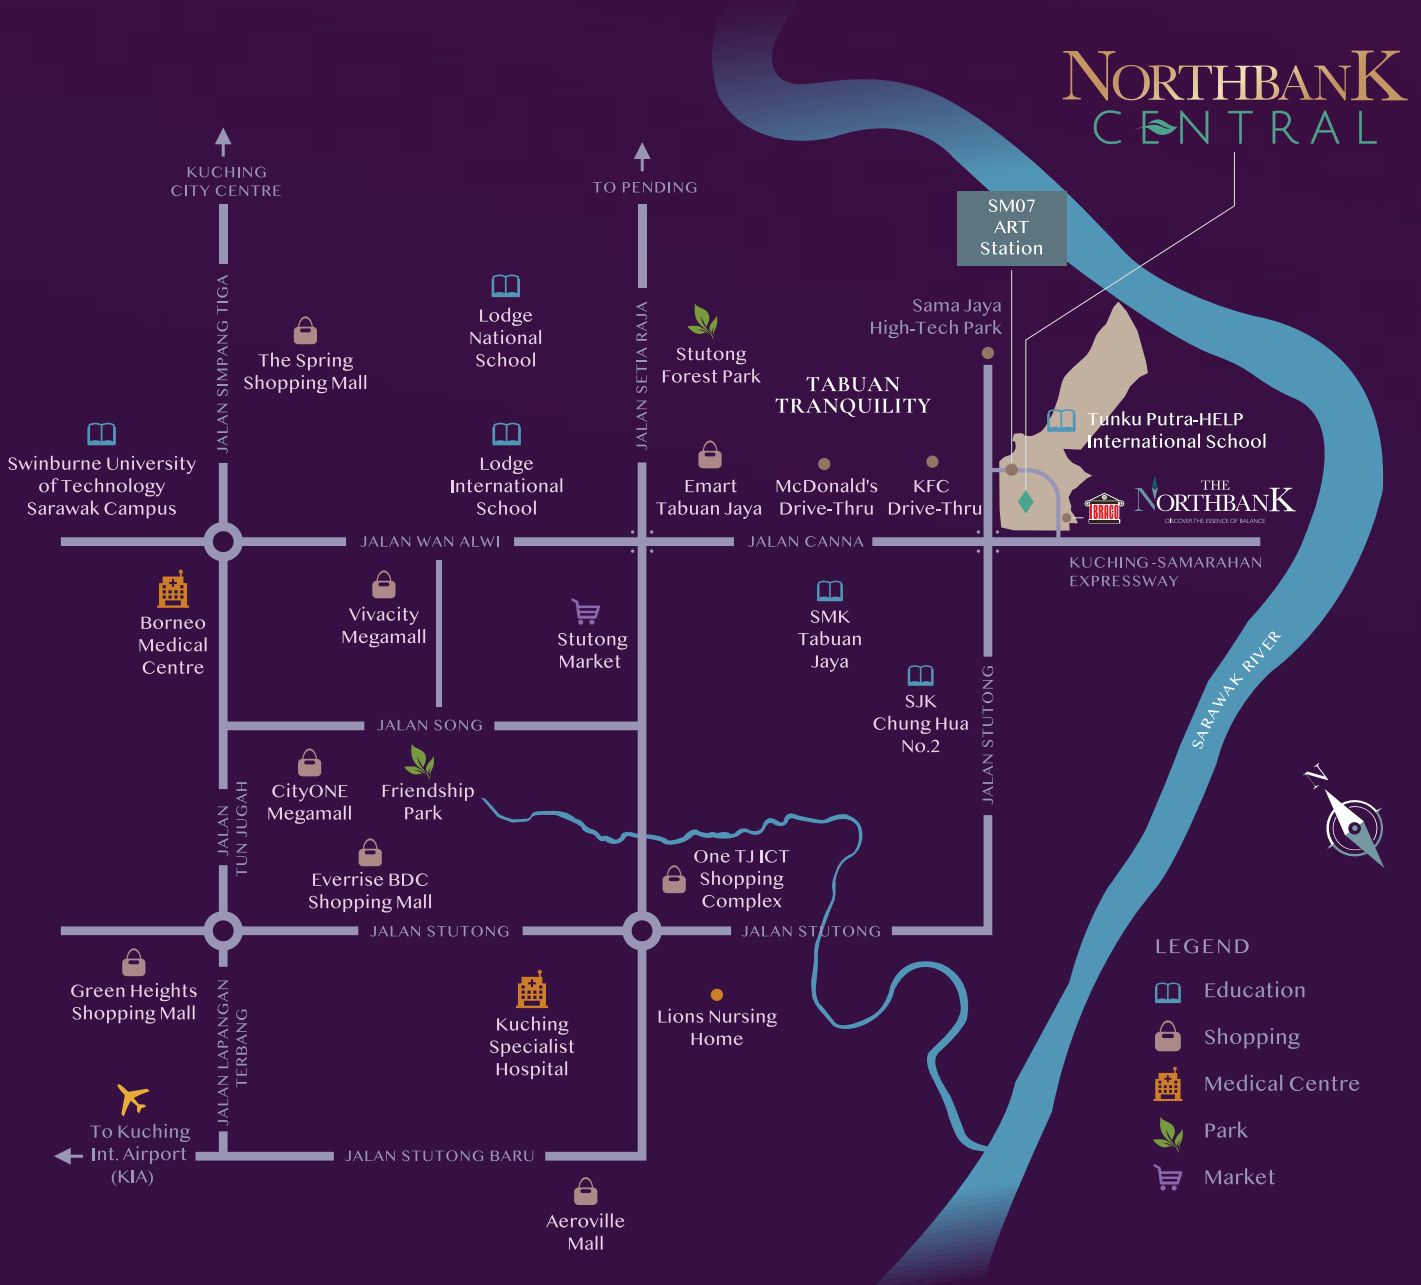 NORTHBANK
CENTRAL
KUCHING
CITY CENTRE
TO PENDING
SM07
ART
Station
JALAN SIMPANG TIGA
The Spring
Shopping Mall
Lodge
National
School
JALAN SETIA RAJA
Stutong
Forest Park
Sama Jaya
High-Tech Park
TABUAN
TRANQUILITY
Tunku Putra-HELP
International School
Swinburne University
of Technology
Sarawak Campus
Lodge
International
School
Emart
Tabuan Jaya
McDonald's
Drive-Thru
KFC
Drive-Thru
BRAGO
THE
NORTHBANK
DISCOVER THE ESSENCE OF BALANCE
JALAN WAN ALWI
JALAN CANNA
KUCHING-SAMARAHAN
EXPRESSWAY
Borneo
Medical
Centre
Vivacity
Megamall
Stutong
Market
SMK
Tabuan
Jaya
SJK
Chung Hua
No.2
JALAN STUTONG
SARAWAK RIVER
JALAN SONG
CityONE
Megamall
Friendship
Park
JALAN
TUN JUGAH
N
Everrise BDC
Shopping Mall
One TJ ICT
Shopping
Complex
JALAN STUTONG
JALAN STUTONG
Green Heights
Shopping Mall
JALAN LAPANGAN
TERBANG
Kuching
Specialist
Hospital
Lions Nursing
Home
To Kuching
Int. Airport
(KIA)
JALAN STUTONG BARU
Aeroville
Mall
LEGEND
Education
Shopping
Medical Centre
Park
Market